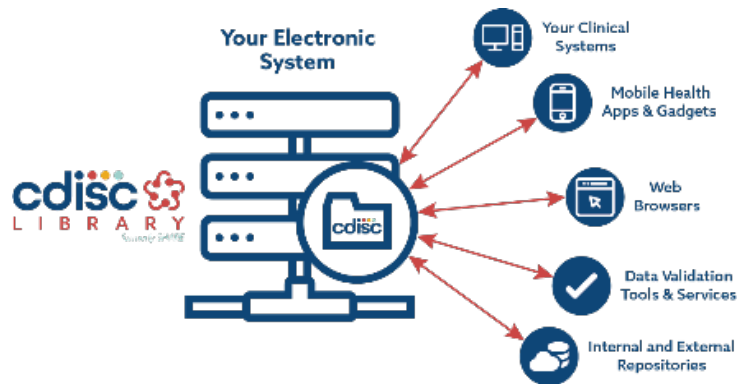 Your Electronic
System
Your Clinical
Systems
Mobile Health
Apps & Gadgets
cdisc
LIBRARY
cdisc
Web
Browsers
Data Validation
Tools & Services
Internal and External
Repositories